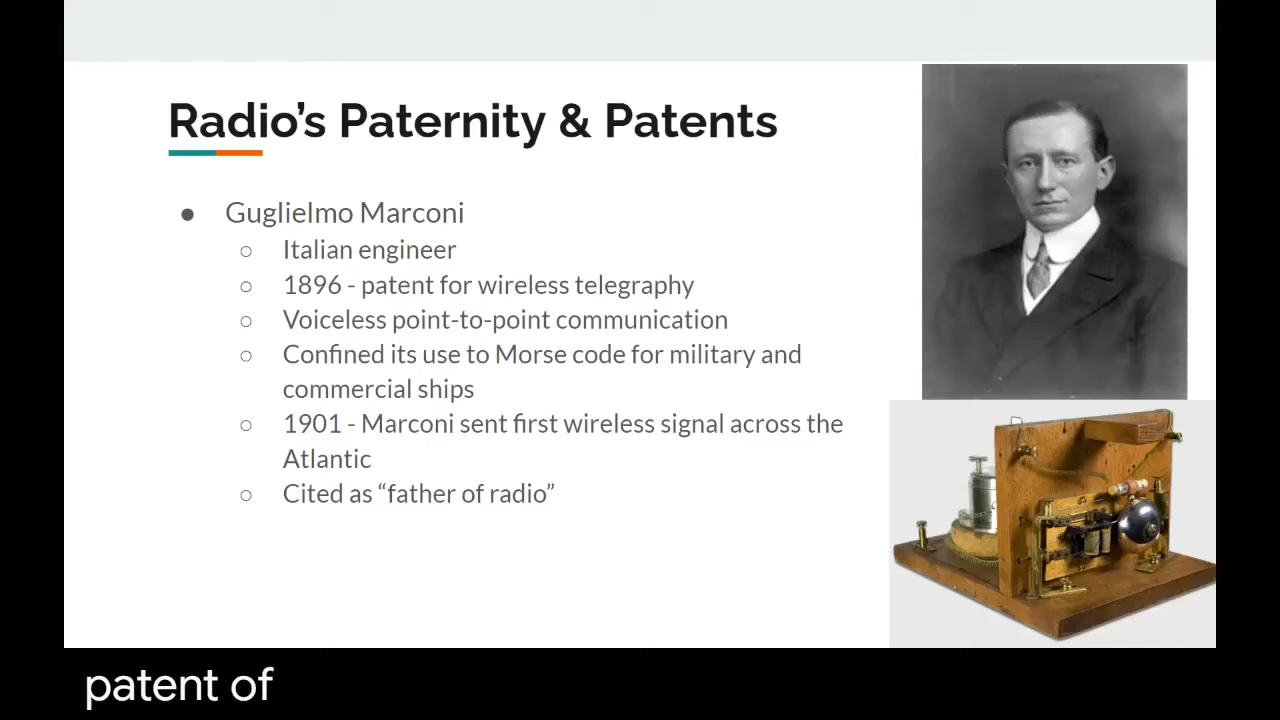 Radio’s Paternity & Patents
● Guglielmo Marconi
○ Italian engineer
○ 1896 - patent for wireless telegraphy
○ Voiceless point-to-point communication
○ Confined its use to Morse code for military and
commercial ships
○ 1901 - Marconi sent first wireless signal across the
Atlantic
○ Cited as “father of radio”
patent of